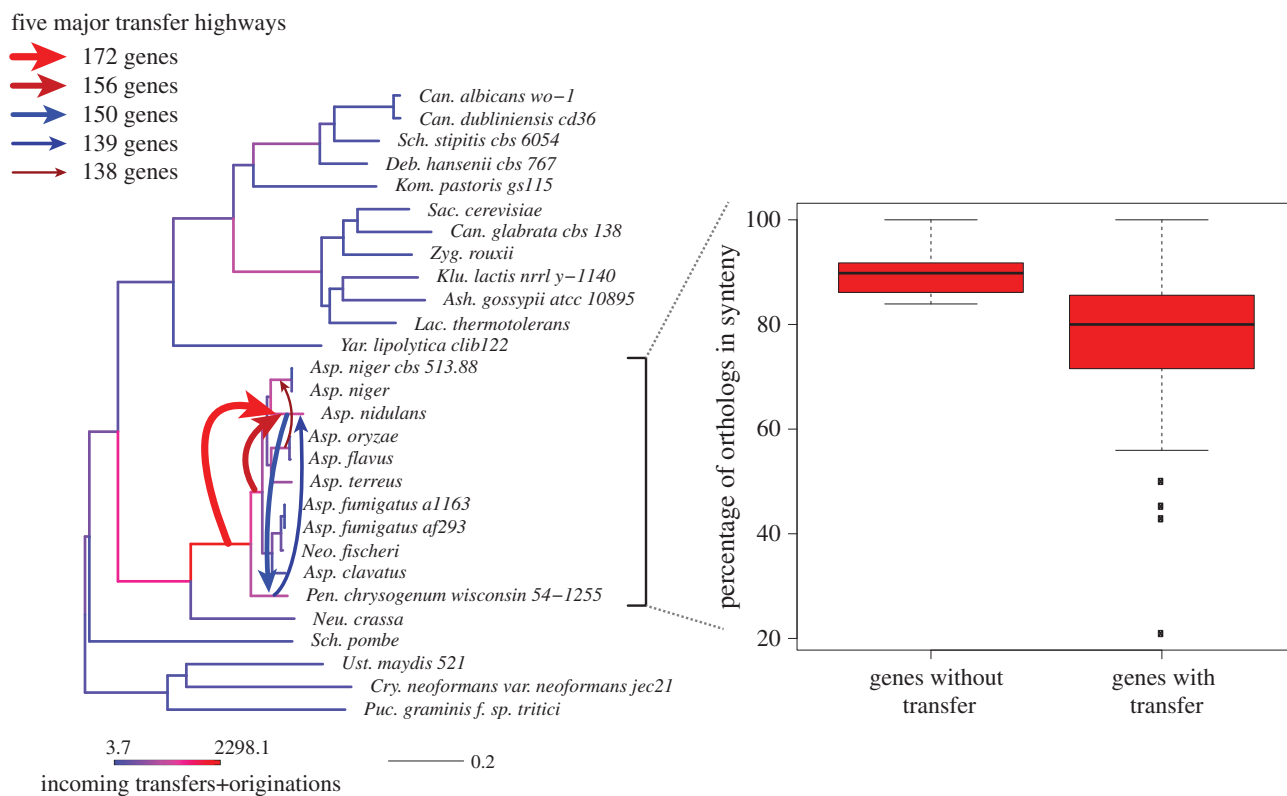 five major transfer highways
172 genes
156 genes
150 genes
139 genes
138 genes
Can. albicans wo−1
Can. dubliniensis cd36
Sch. stipitis cbs 6054
Deb. hansenii cbs 767
Kom. pastoris gs115
Sac. cerevisiae
Can. glabrata cbs 138
Zyg. rouxii
Klu. lactis nrrl y−1140
Ash. gossypii atcc 10895
Lac. thermotolerans
Yar. lipolytica clib122
Asp. niger cbs 513.88
Asp. niger
Asp. nidulans
Asp. oryzae
Asp. flavus
Asp. terreus
Asp. fumigatus a1163
Asp. fumigatus af293
Neo. fischeri
Asp. clavatus
Pen. chrysogenum wisconsin 54−1255
Neu. crassa
Sch. pombe
Ust. maydis 521
Cry. neoformans var. neoformans jec21
Puc. graminis f. sp. tritici
3.7 2298.1
incoming transfers+originations
0.2
percentage of orthologs in synteny
100
80
60
40
20
genes without
transfer
genes with
transfer